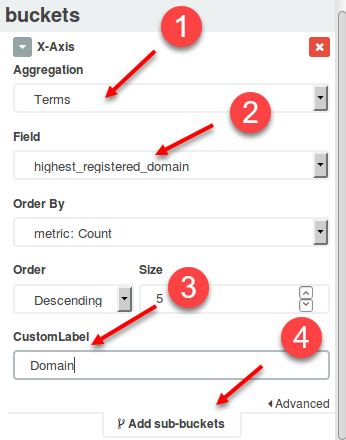 buckets
X-Axis
1
Aggregation
Terms
2
Field
highest_registered_domain
Order By
metric: Count
Order Size
3
Descending 5
CustomLabel
4
Domain
Advanced
Add sub-buckets